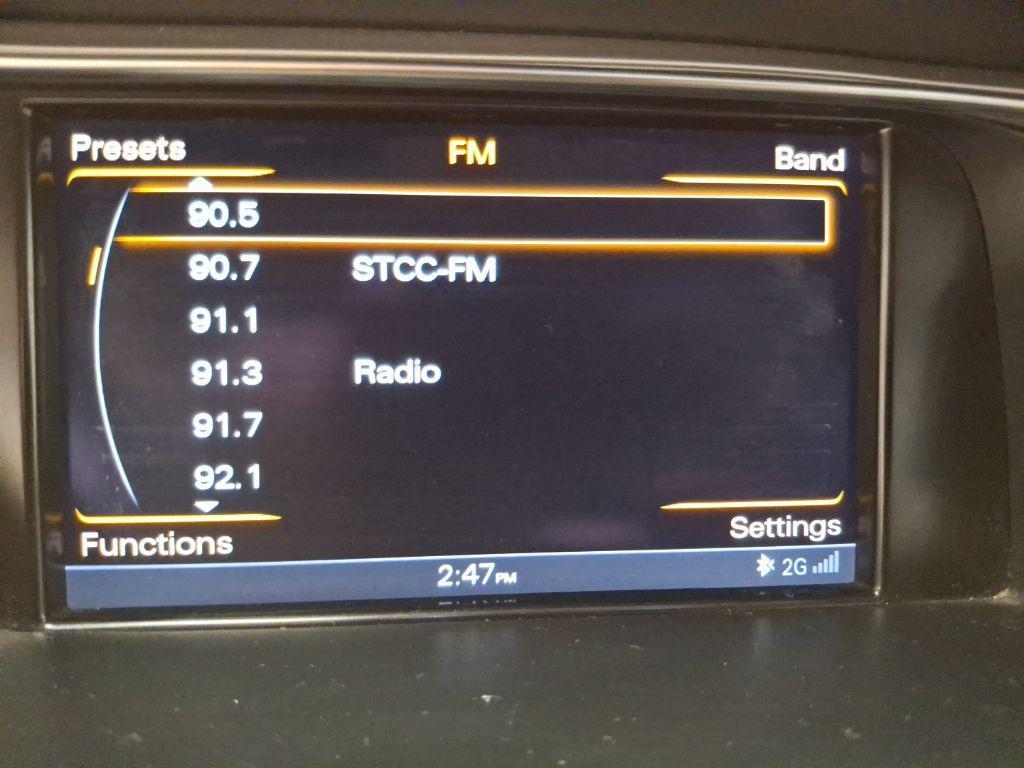 Presets FM Band
90.5
90.7 STCC-FM
91.1
91.3 Radio
91.7
92.1
Functions Settings
2:47PM 2G